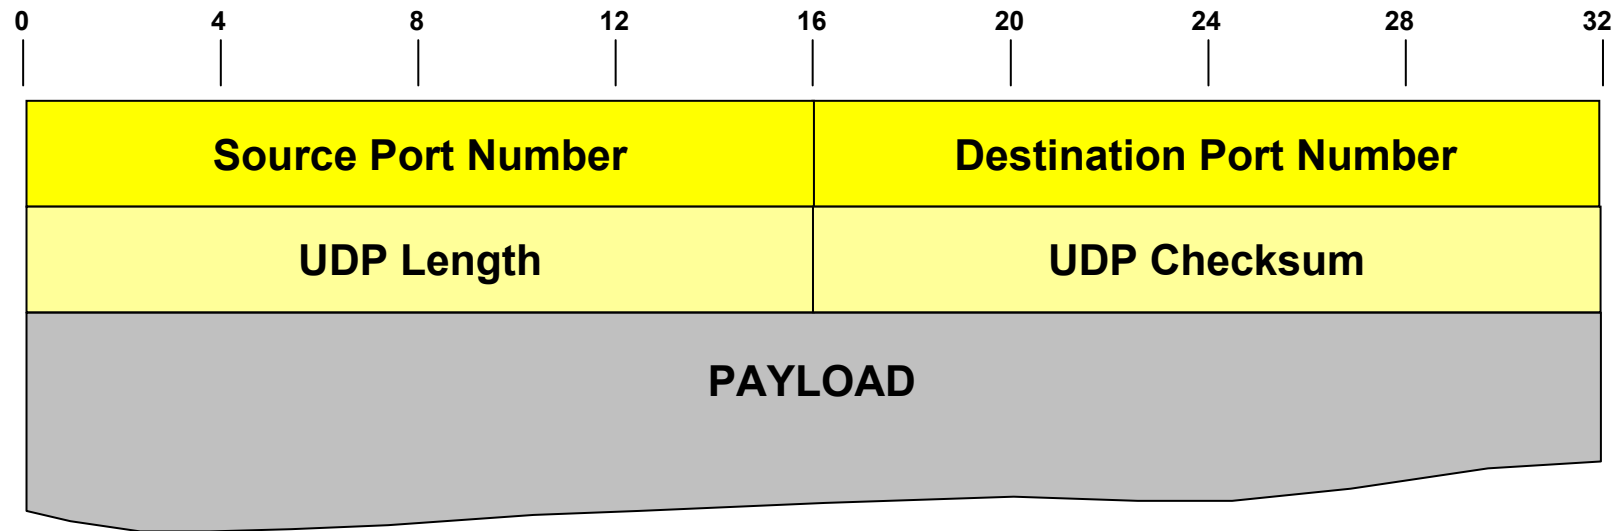 0 4 8 12 16 20 24 28 32
Source Port Number Destination Port Number
UDP Length UDP Checksum
PAYLOAD